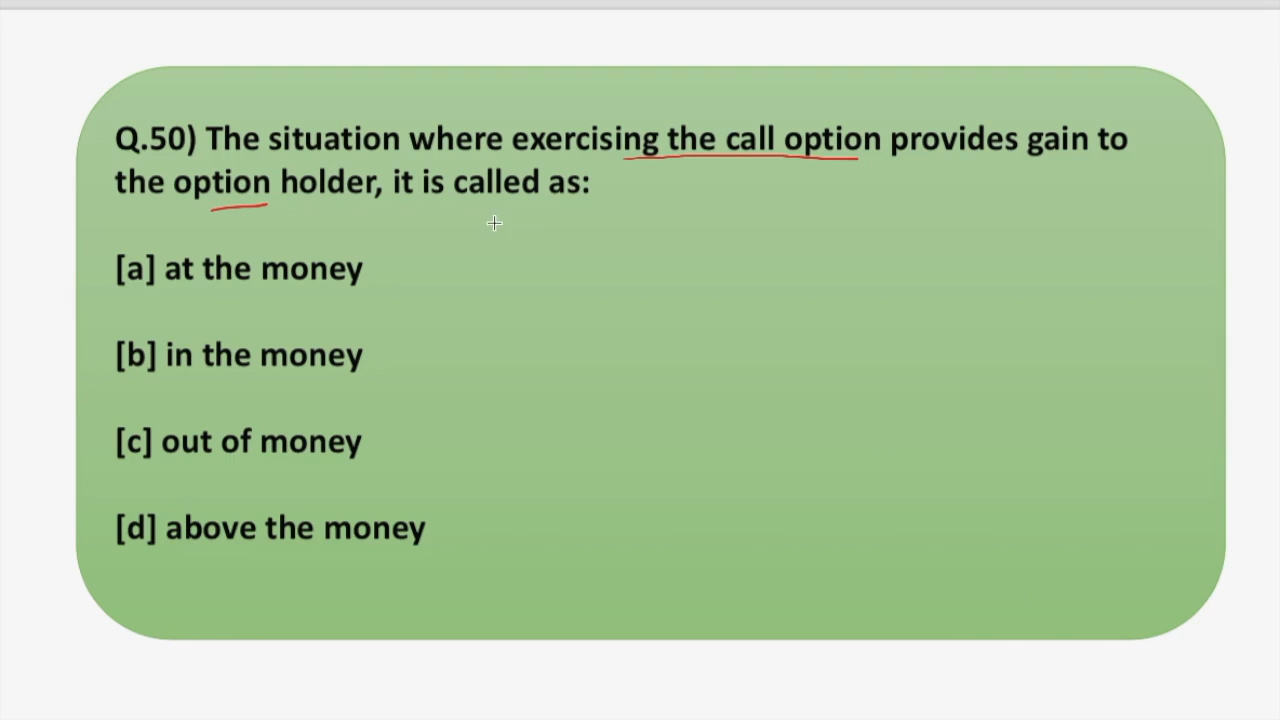 Q.50) The situation where exercising the call option provides gain to
the option holder, it is called as:
[a] at the money
[b] in the money
[c] out of money
[d] above the money